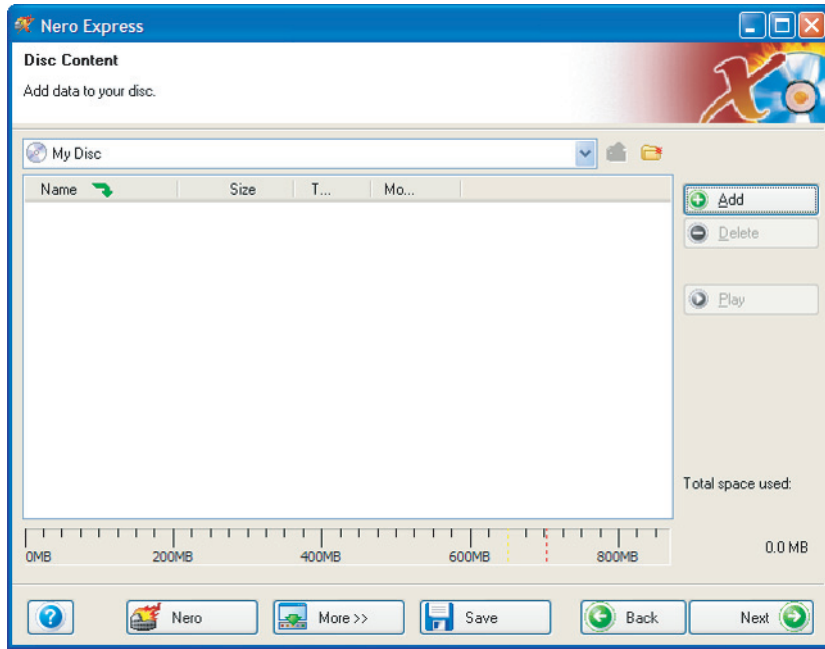 Nero Express
Disc Content
Add data to your disc.
My Disc
Name Size T... Mo...
Add
Delete
Play
Total space used:
0MB 200MB 400MB 600MB 800MB
0.0 MB
Nero More >> Save Back Next